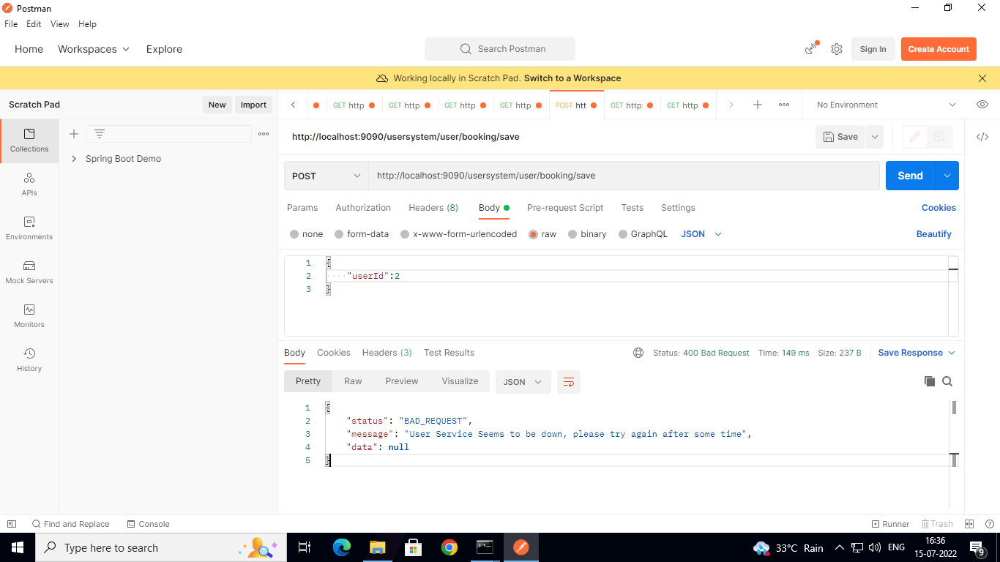 Postman
File Edit View Help
Home Workspaces Explore Search Postman Sign In Create Account
Working locally in Scratch Pad. Switch to a Workspace
Scratch Pad New Import GET http GET http GET http GET http POST htt GET http: GET http No Environment
http://localhost:9090/usersystem/user/booking/save Save
Collections
Spring Boot Demo
POST http://localhost:9090/usersystem/user/booking/save Send
APIs
Params Authorization Headers (8) Body Pre-request Script Tests Settings Cookies
Environments
none form-data x-www-form-urlencoded raw binary GraphQL JSON Beautify
1 {
2 "userId":2
3 }
Mock Servers
Monitors
Body Cookies Headers (3) Test Results Status: 400 Bad Request Time: 149 ms Size: 237 B Save Response
History
Pretty Raw Preview Visualize JSON
1 {
2 "status": "BAD_REQUEST",
3 "message": "User Service Seems to be down, please try again after some time",
4 "data": null
5 }
Find and Replace Console Runner Trash
Type here to search 33°C Rain ENG 16:36
15-07-2022 9